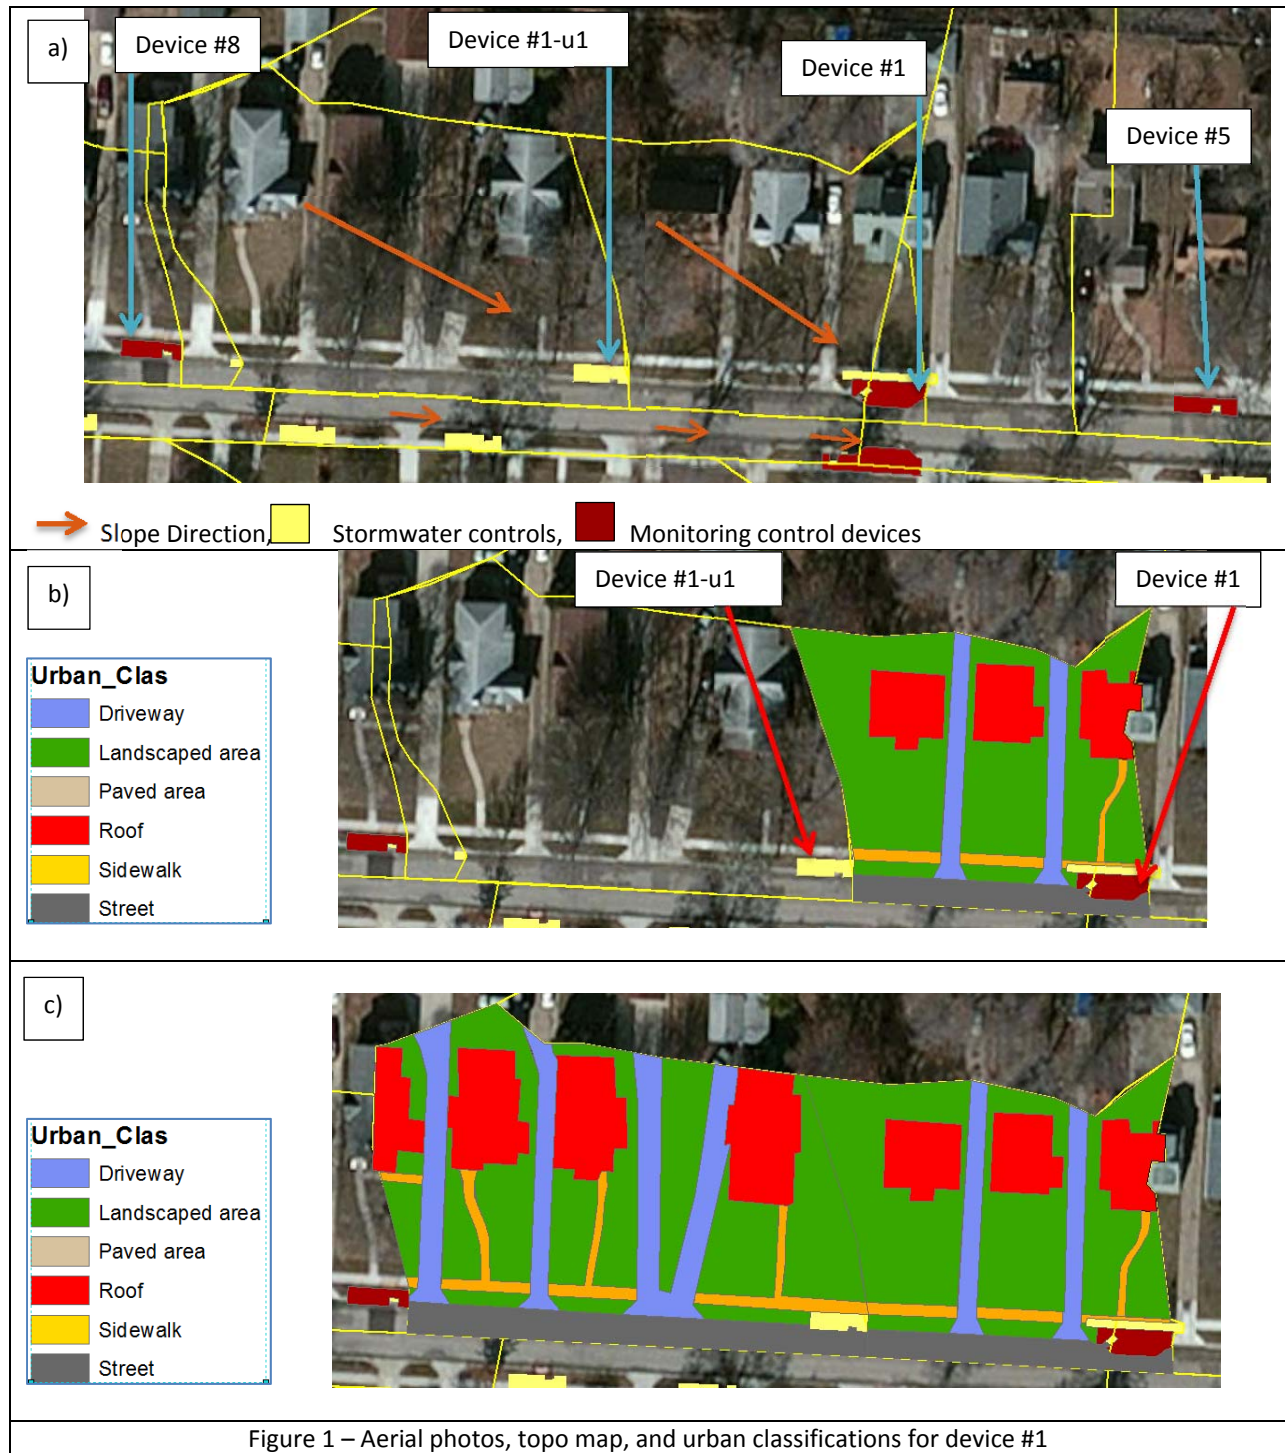 a)
Device #8
Device #1-u1
Device #1
Device #5
Slope Direction, Stormwater controls, Monitoring control devices
b)
Device #1-u1
Device #1
Urban_Clas
Driveway
Landscaped area
Paved area
Roof
Sidewalk
Street
c)
Urban_Clas
Driveway
Landscaped area
Paved area
Roof
Sidewalk
Street
Figure 1 – Aerial photos, topo map, and urban classifications for device #1